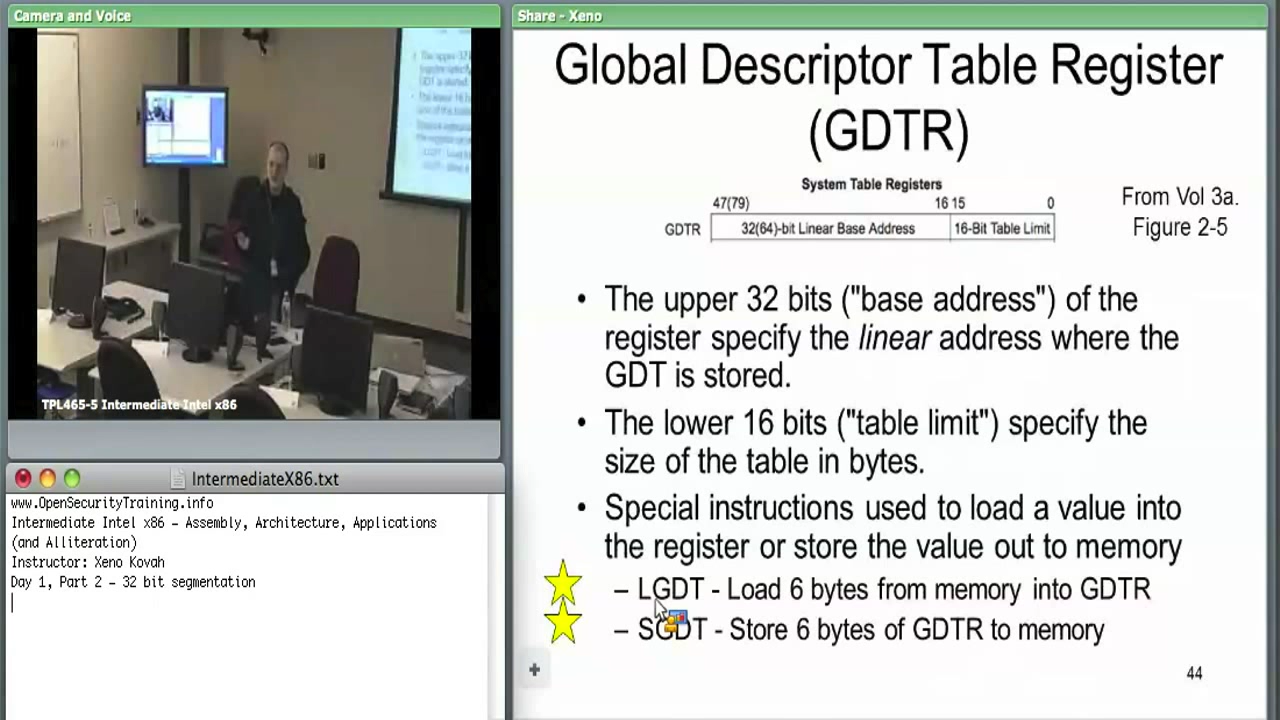 Camera and Voice
TPL465-5 Intermediate Intel x86
IntermediateX86.txt
www.OpenSecurityTraining.info
Intermediate Intel x86 – Assembly, Architecture, Applications
(and Alliteration)
Instructor: Xeno Kovah
Day 1, Part 2 – 32 bit segmentation
Share - Xeno
Global Descriptor Table Register
(GDTR)
System Table Registers
47(79) 16 15 0
GDTR 32(64)-bit Linear Base Address 16-Bit Table Limit
From Vol 3a.
Figure 2-5
• The upper 32 bits ("base address") of the
register specify the linear address where the
GDT is stored.
• The lower 16 bits ("table limit") specify the
size of the table in bytes.
• Special instructions used to load a value into
the register or store the value out to memory
– LGDT - Load 6 bytes from memory into GDTR
– SGDT - Store 6 bytes of GDTR to memory
44